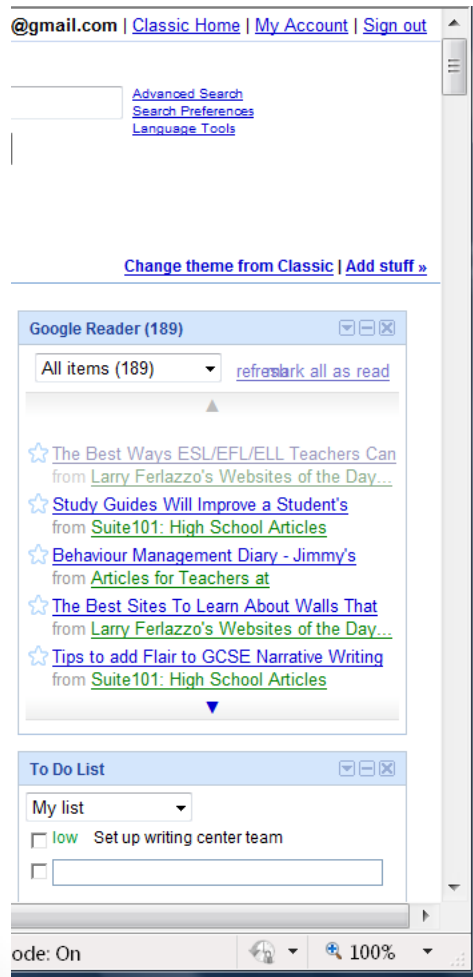 @gmail.com | Classic Home | My Account | Sign out
Advanced Search
Search Preferences
Language Tools
Change theme from Classic | Add stuff »
Google Reader (189)
All items (189) refresh mark all as read
The Best Ways ESL/EFL/ELL Teachers Can
from Larry Ferlazzo's Websites of the Day...
Study Guides Will Improve a Student's
from Suite101: High School Articles
Behaviour Management Diary - Jimmy's
from Articles for Teachers at
The Best Sites To Learn About Walls That
from Larry Ferlazzo's Websites of the Day...
Tips to add Flair to GCSE Narrative Writing
from Suite101: High School Articles
To Do List
My list
low Set up writing center team
ode: On 100%